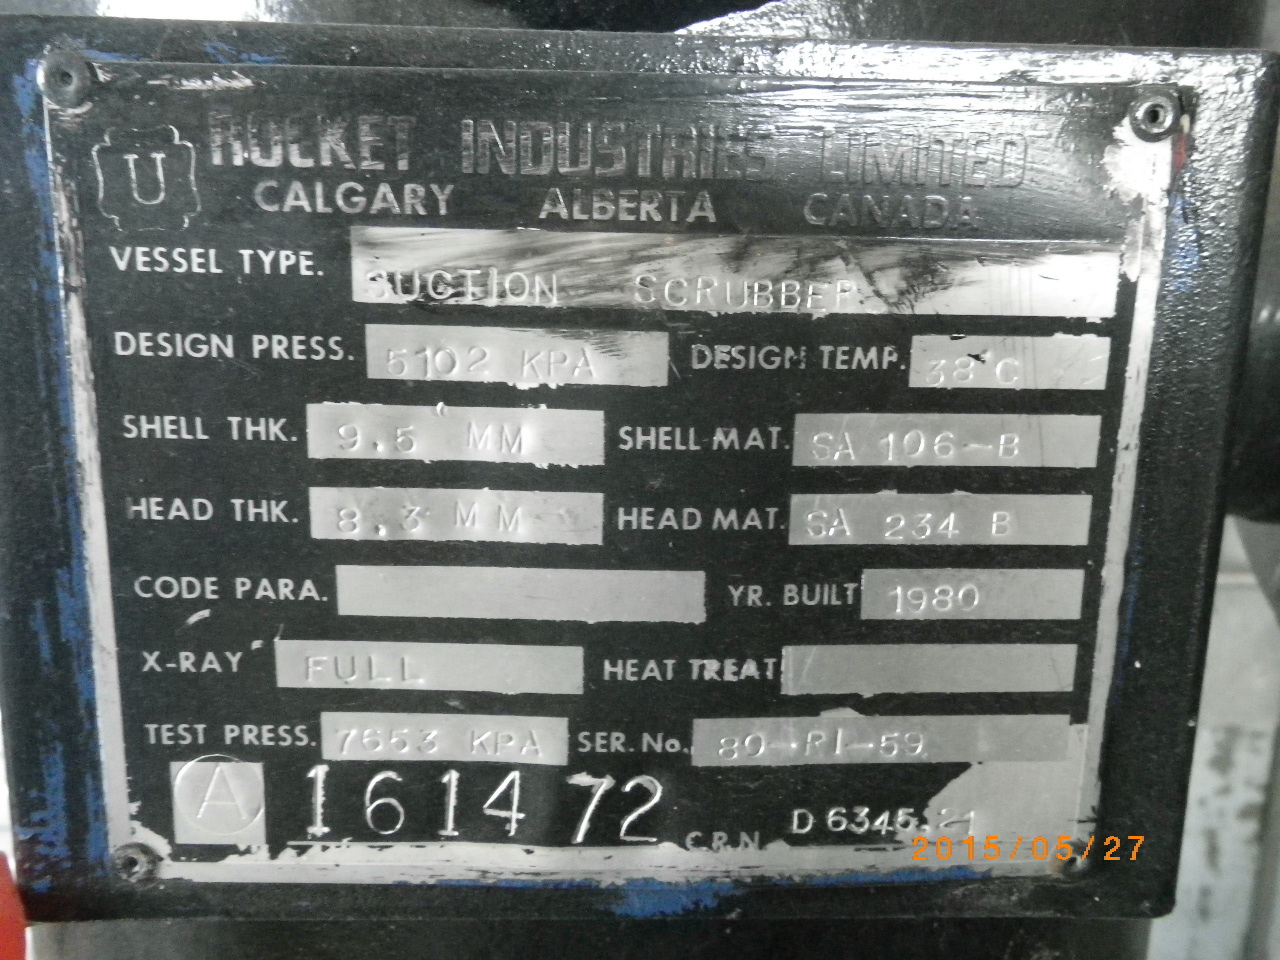 U
ROCKET INDUSTRIES LIMITED
CALGARY ALBERTA CANADA
VESSEL TYPE. SUCTION SCRUBBER
DESIGN PRESS. 5102 KPA DESIGN TEMP. 38°C
SHELL THK. 9.5 MM SHELL MAT. SA 106-B
HEAD THK. 8.3 MM HEAD MAT. SA 234 B
CODE PARA. YR. BUILT 1980
X-RAY FULL HEAT TREAT
TEST PRESS. 7653 KPA SER. No. 80-RI-59
A 161472 C.R.N. D 6345.21
2015/05/27